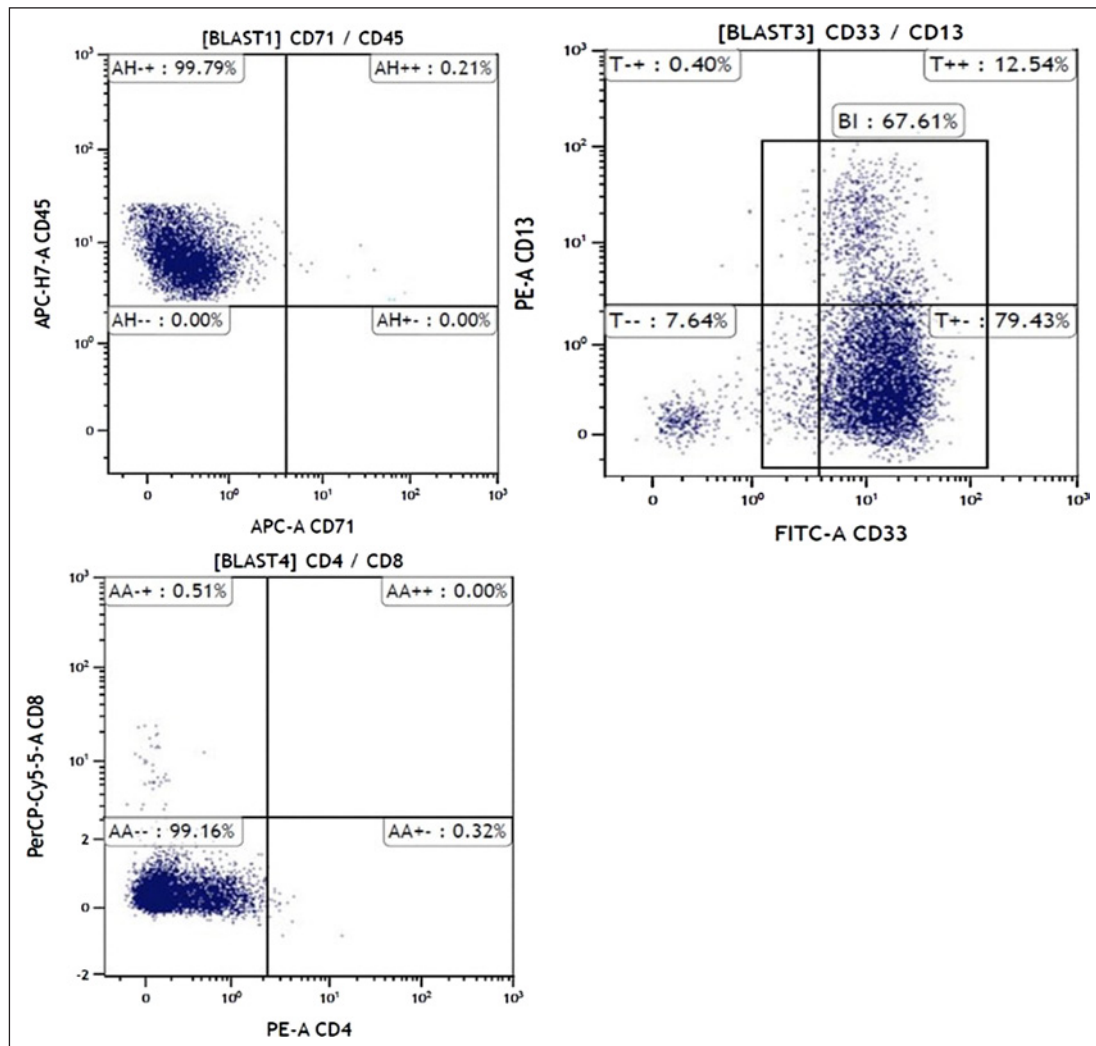 [BLAST1] CD71 / CD45
10³
AH-+ : 99.79%
AH++ : 0.21%
10²
10¹
AH-- : 0.00%
AH+- : 0.00%
10⁰
0
0 10⁰ 10¹ 10² 10³
APC-H7-A CD45
APC-A CD71
[BLAST3] CD33 / CD13
10³
T-+ : 0.40%
T++ : 12.54%
BI : 67.61%
10²
10¹
T-- : 7.64%
T+- : 79.43%
10⁰
0
0 10⁰ 10¹ 10² 10³
PE-A CD13
FITC-A CD33
[BLAST4] CD4 / CD8
10³
AA-+ : 0.51%
AA++ : 0.00%
10²
10¹
AA-- : 99.16%
AA+- : 0.32%
2
0
-2
0 10⁰ 10¹ 10² 10³
PerCP-Cy5-5-A CD8
PE-A CD4